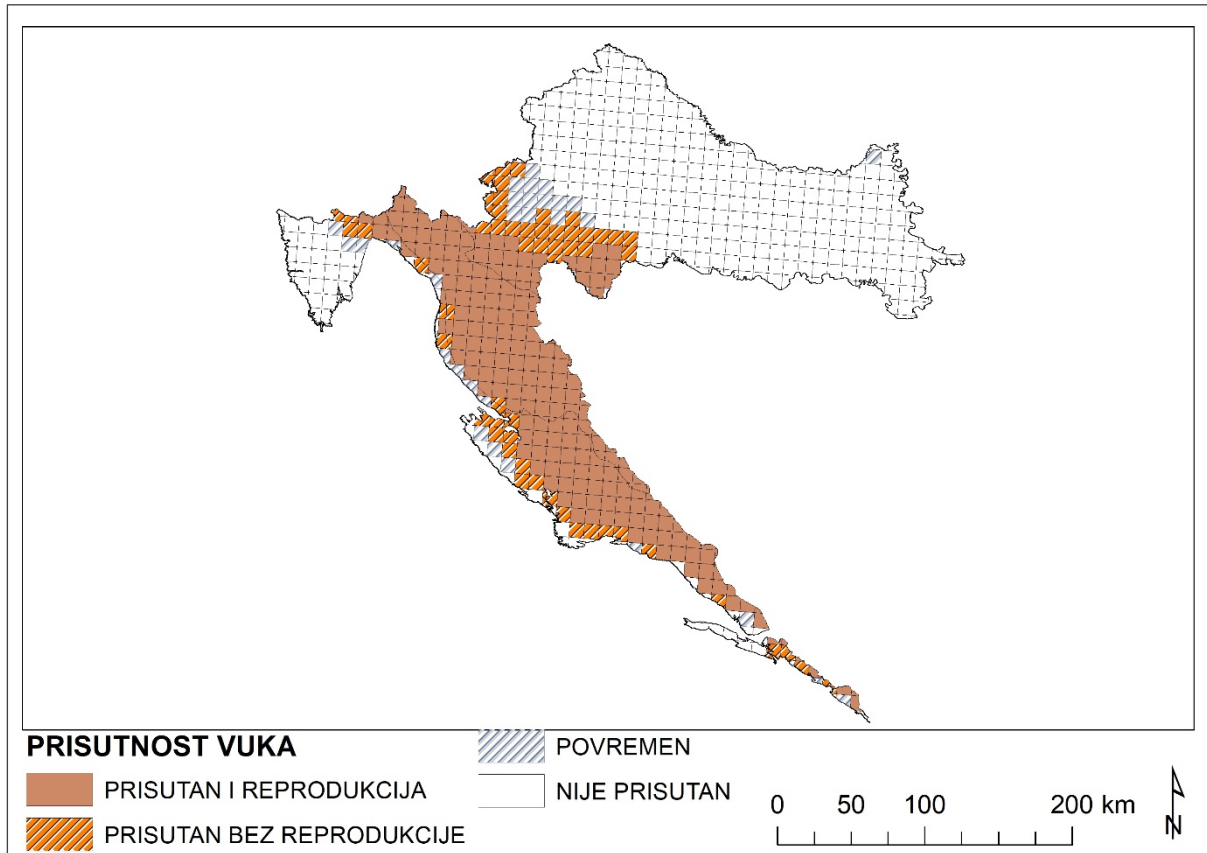 PRISUTNOST VUKA
PRISUTAN I REPRODUKCIJA
PRISUTAN BEZ REPRODUKCIJE
POVREMEN
NIJE PRISUTAN
0 50 100 200 km
N